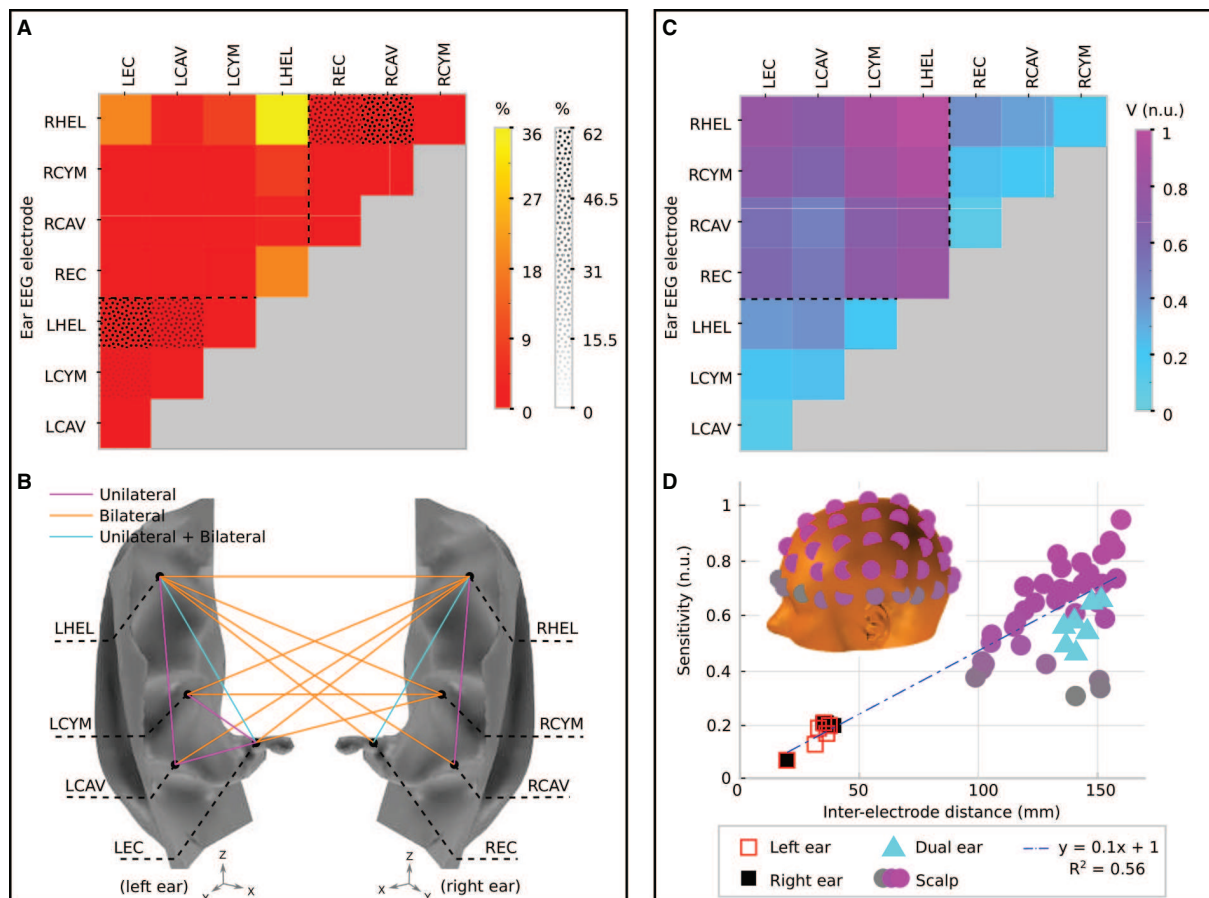 A
LEC
LCAV
LCYM
LHEL
REC
RCAV
RCYM
Ear EEG electrode
RHEL
RCYM
RCAV
REC
LHEL
LCYM
LCAV
% %
36 62
27 46.5
18 31
9 15.5
0 0
B
Unilateral
Bilateral
Unilateral + Bilateral
LHEL RHEL
LCYM RCYM
LCAV RCAV
LEC REC
(left ear) (right ear)
z z
x x
Y Y
C
LEC
LCAV
LCYM
LHEL
REC
RCAV
RCYM
Ear EEG electrode
RHEL
RCYM
RCAV
REC
LHEL
LCYM
LCAV
V (n.u.)
1
0.8
0.6
0.4
0.2
0
D
Sensitivity (n.u.)
1
0.8
0.6
0.4
0.2
0
0 50 100 150
Inter-electrode distance (mm)
Left ear Dual ear y = 0.1x + 1
Right ear Scalp R² = 0.56